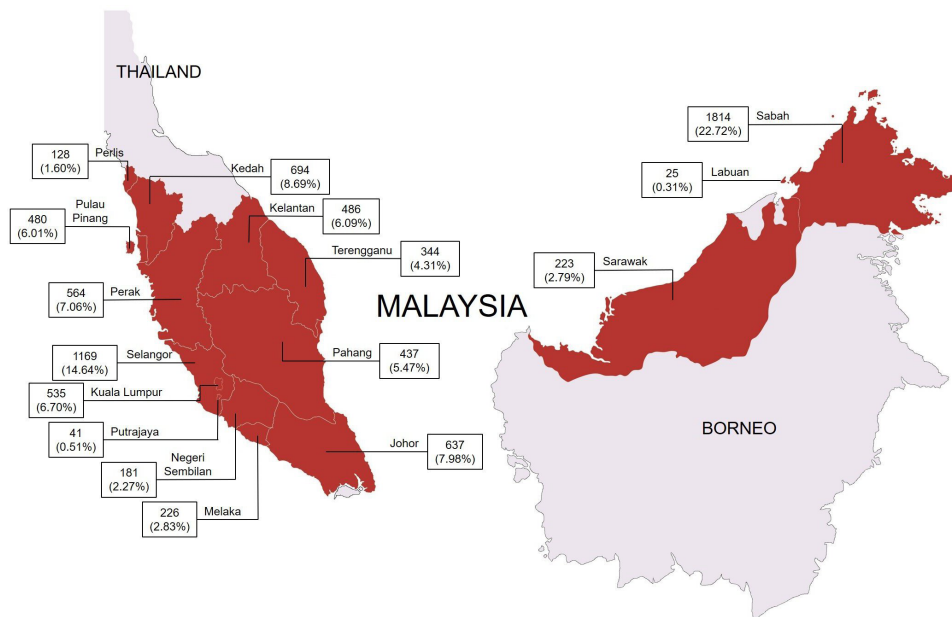 THAILAND
128
(1.60%)
Perlis
Kedah
694
(8.69%)
480
(6.01%)
Pulau
Pinang
Kelantan
486
(6.09%)
Terengganu
344
(4.31%)
564
(7.06%)
Perak
MALAYSIA
1169
(14.64%)
Selangor
Pahang
437
(5.47%)
535
(6.70%)
Kuala Lumpur
41
(0.51%)
Putrajaya
181
(2.27%)
Negeri
Sembilan
Johor
637
(7.98%)
226
(2.83%)
Melaka
1814
(22.72%)
Sabah
25
(0.31%)
Labuan
223
(2.79%)
Sarawak
BORNEO